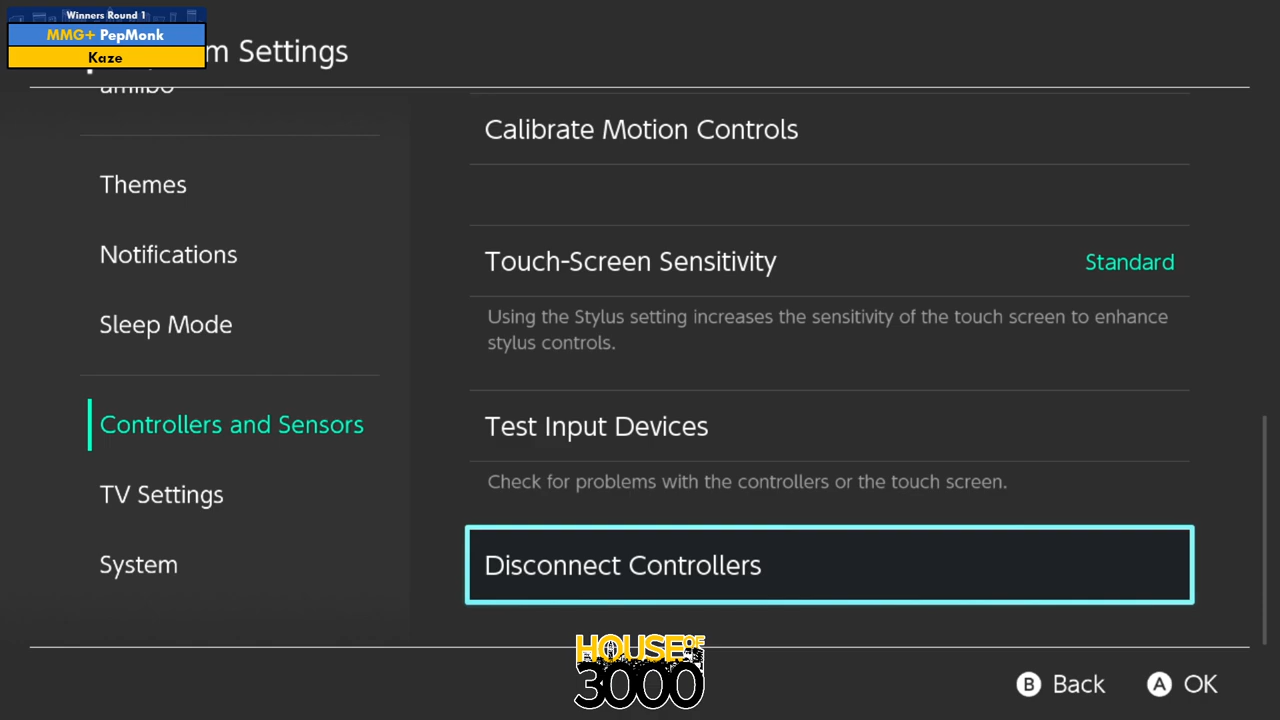 Winners Round 1
MMG+ PepMonk
Kaze
m Settings
amiibo
Themes
Notifications
Sleep Mode
Controllers and Sensors
TV Settings
System
Calibrate Motion Controls
Touch-Screen Sensitivity Standard
Using the Stylus setting increases the sensitivity of the touch screen to enhance
stylus controls.
Test Input Devices
Check for problems with the controllers or the touch screen.
Disconnect Controllers
HOUSE OF
3000
B Back A OK